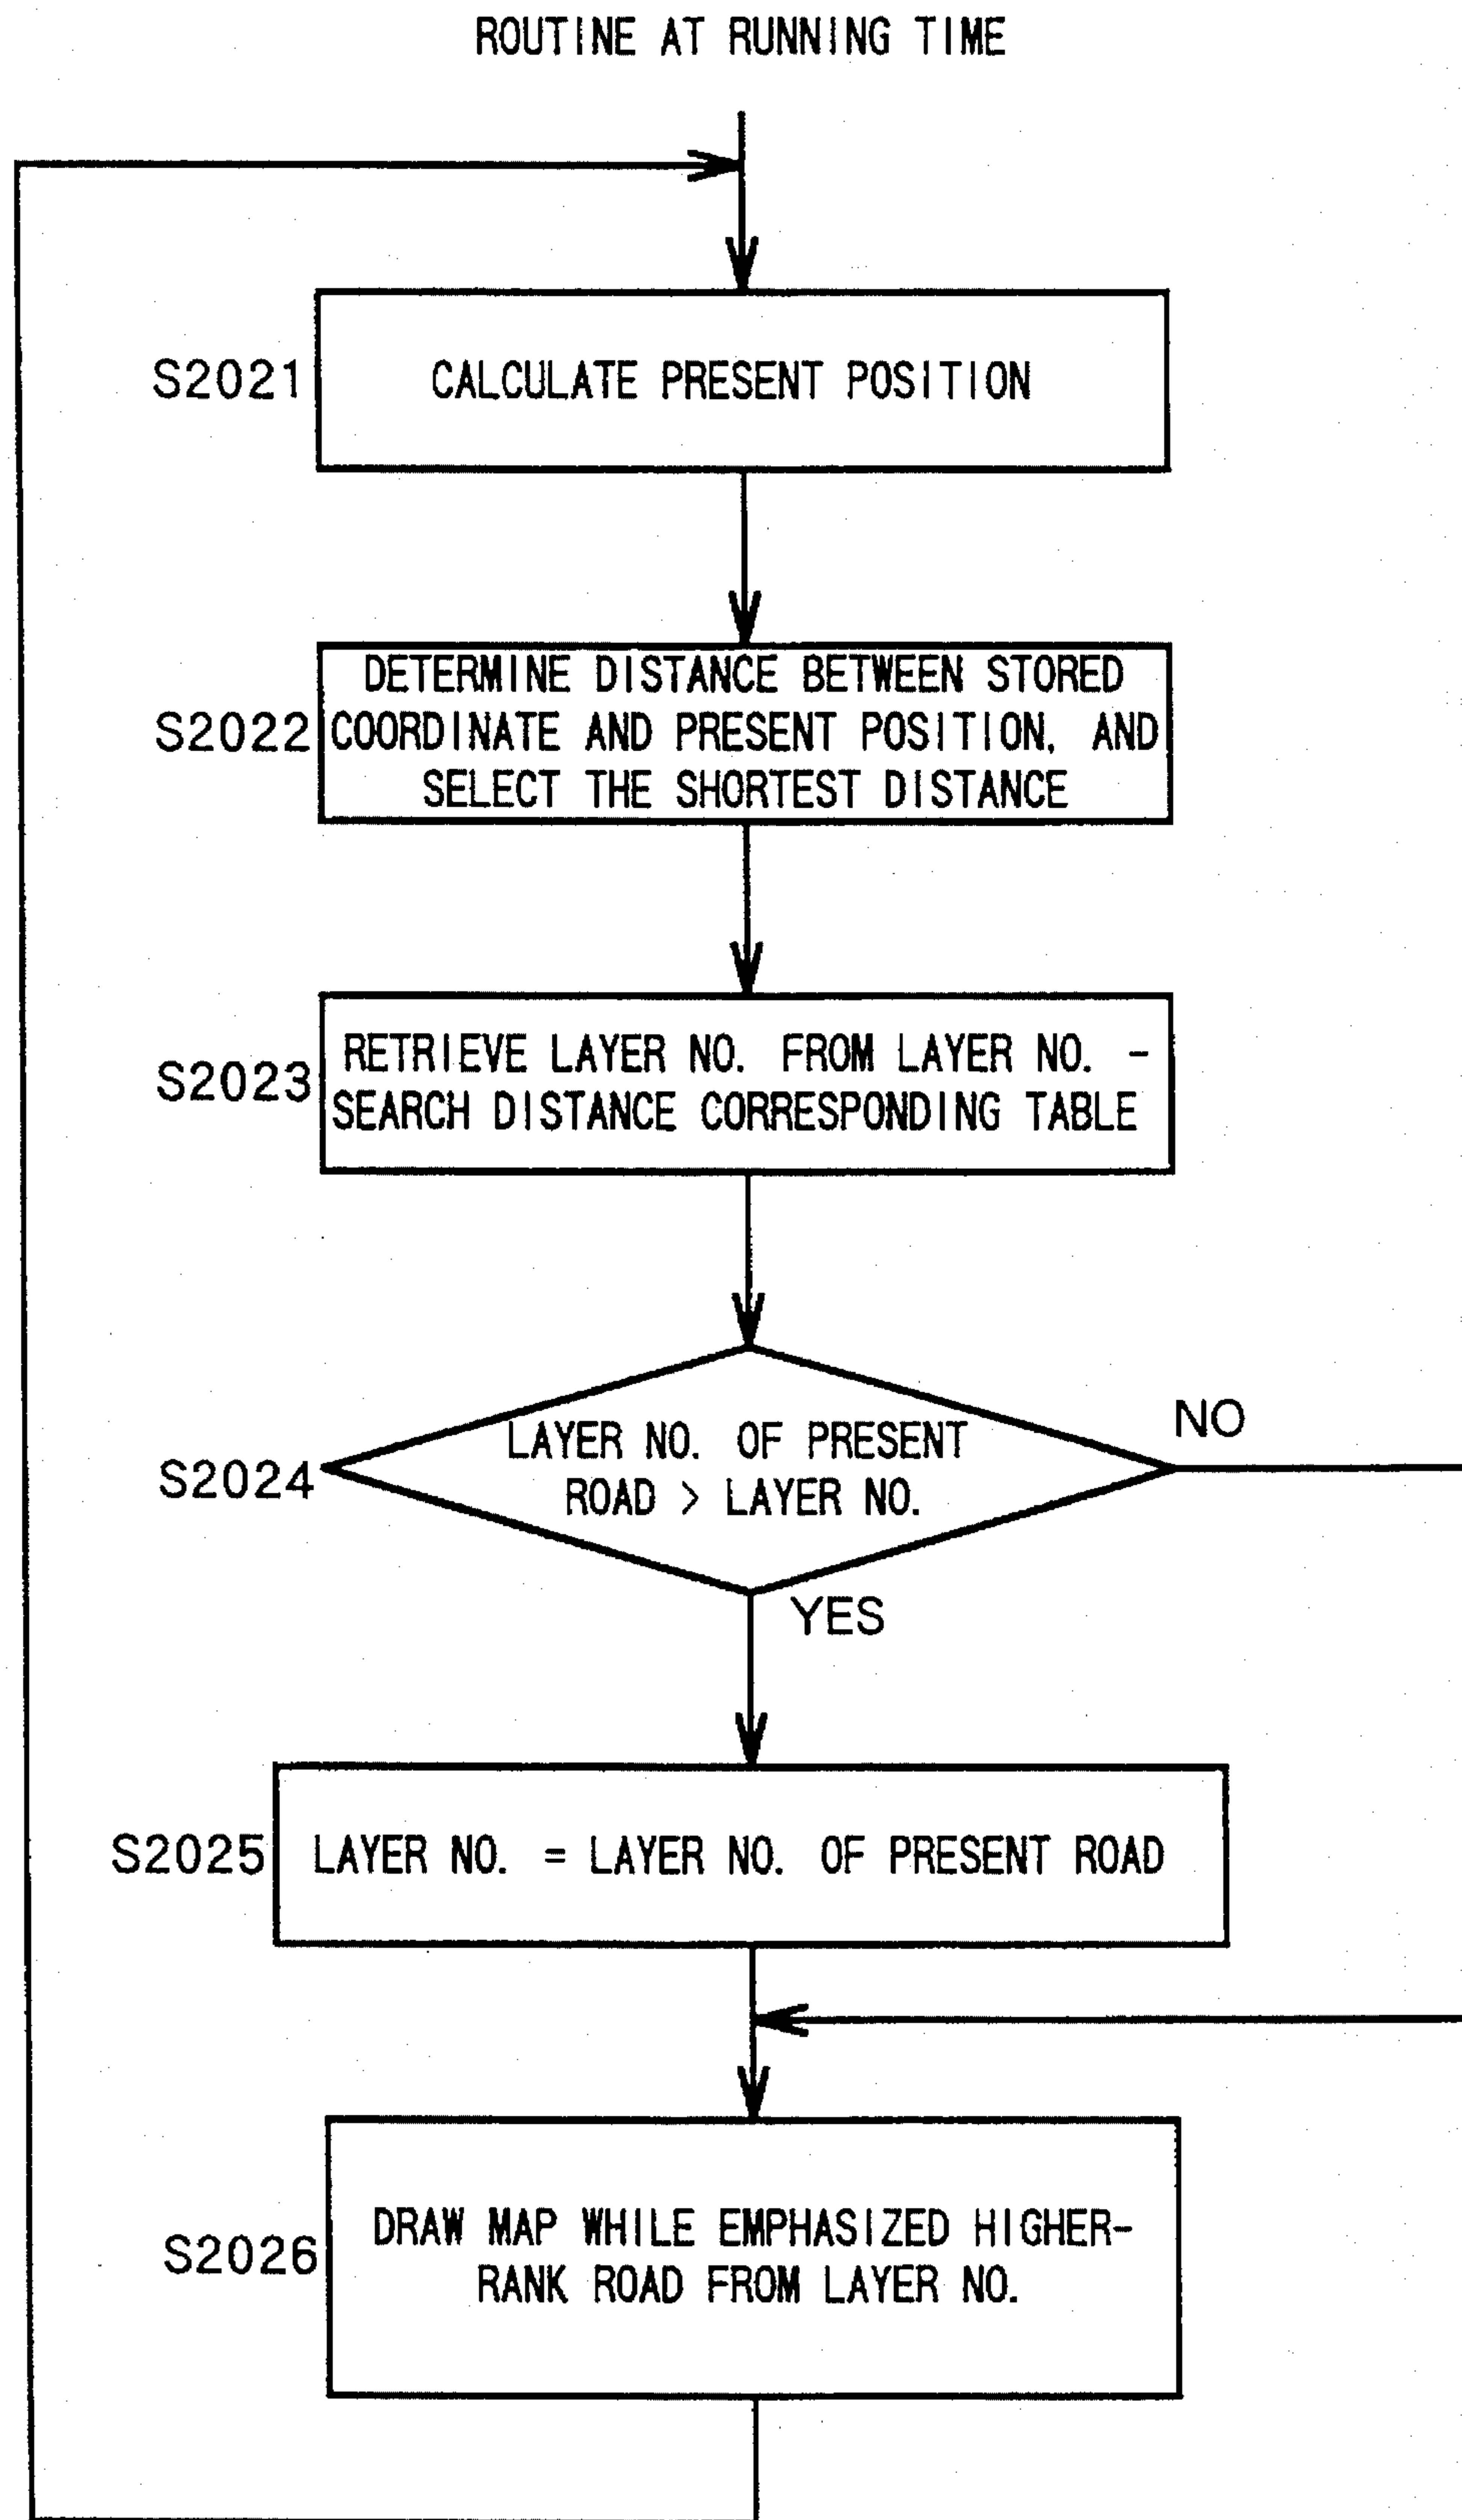 ROUTINE AT RUNNING TIME
S2021
CALCULATE PRESENT POSITION
S2022
DETERMINE DISTANCE BETWEEN STORED
COORDINATE AND PRESENT POSITION, AND
SELECT THE SHORTEST DISTANCE
S2023
RETRIEVE LAYER NO. FROM LAYER NO. -
SEARCH DISTANCE CORRESPONDING TABLE
S2024
LAYER NO. OF PRESENT
ROAD > LAYER NO.
NO
YES
S2025
LAYER NO. = LAYER NO. OF PRESENT ROAD
S2026
DRAW MAP WHILE EMPHASIZED HIGHER-
RANK ROAD FROM LAYER NO.